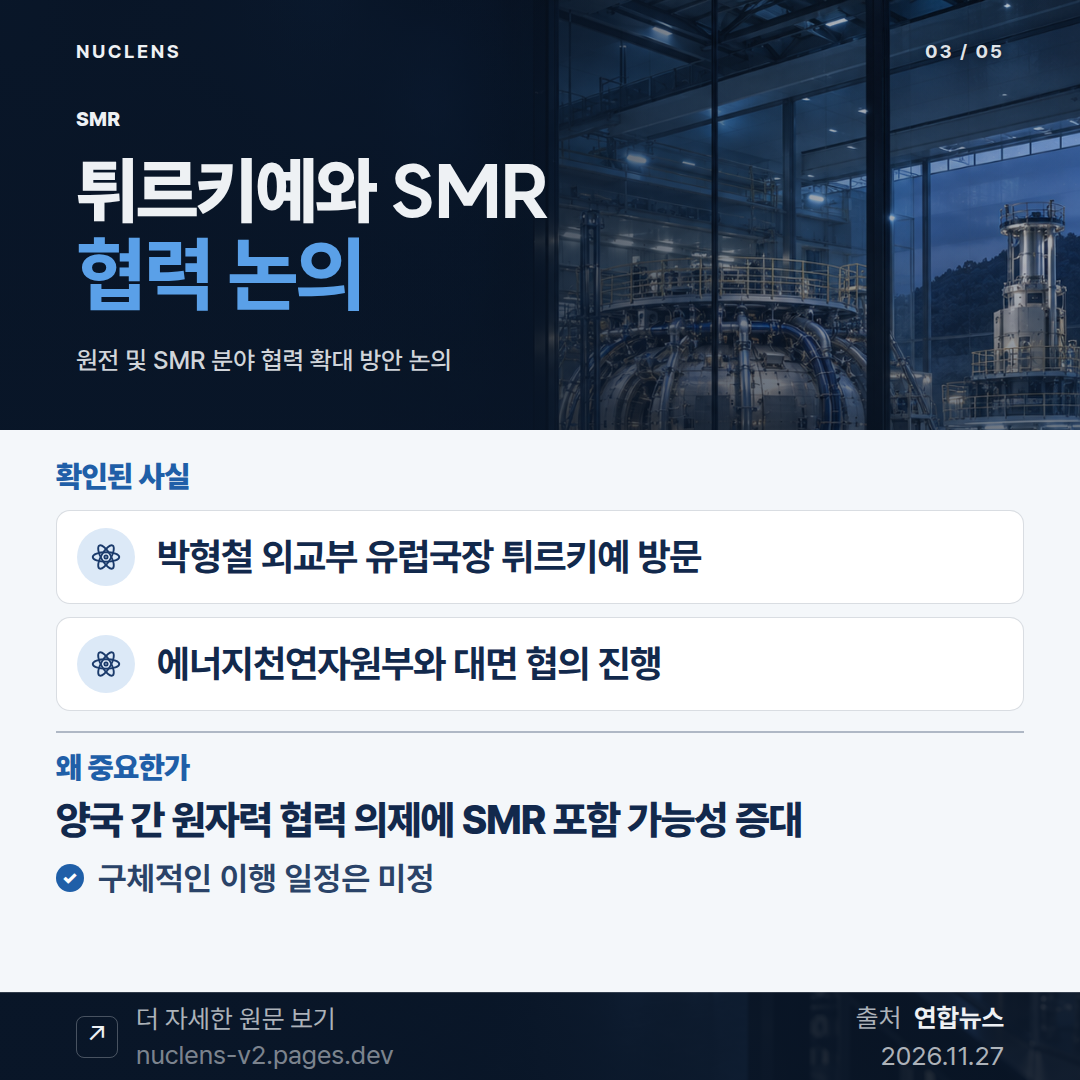 NUCLENS
03 / 05
SMR
튀르키예와 SMR
협력 논의
원전 및 SMR 분야 협력 확대 방안 논의
확인된 사실
박형철 외교부 유럽국장 튀르키예 방문
에너지천연자원부와 대면 협의 진행
왜 중요한가
양국 간 원자력 협력 의제에 SMR 포함 가능성 증대
구체적인 이행 일정은 미정
더 자세한 원문 보기
nuclens-v2.pages.dev
출처 연합뉴스
2026.11.27